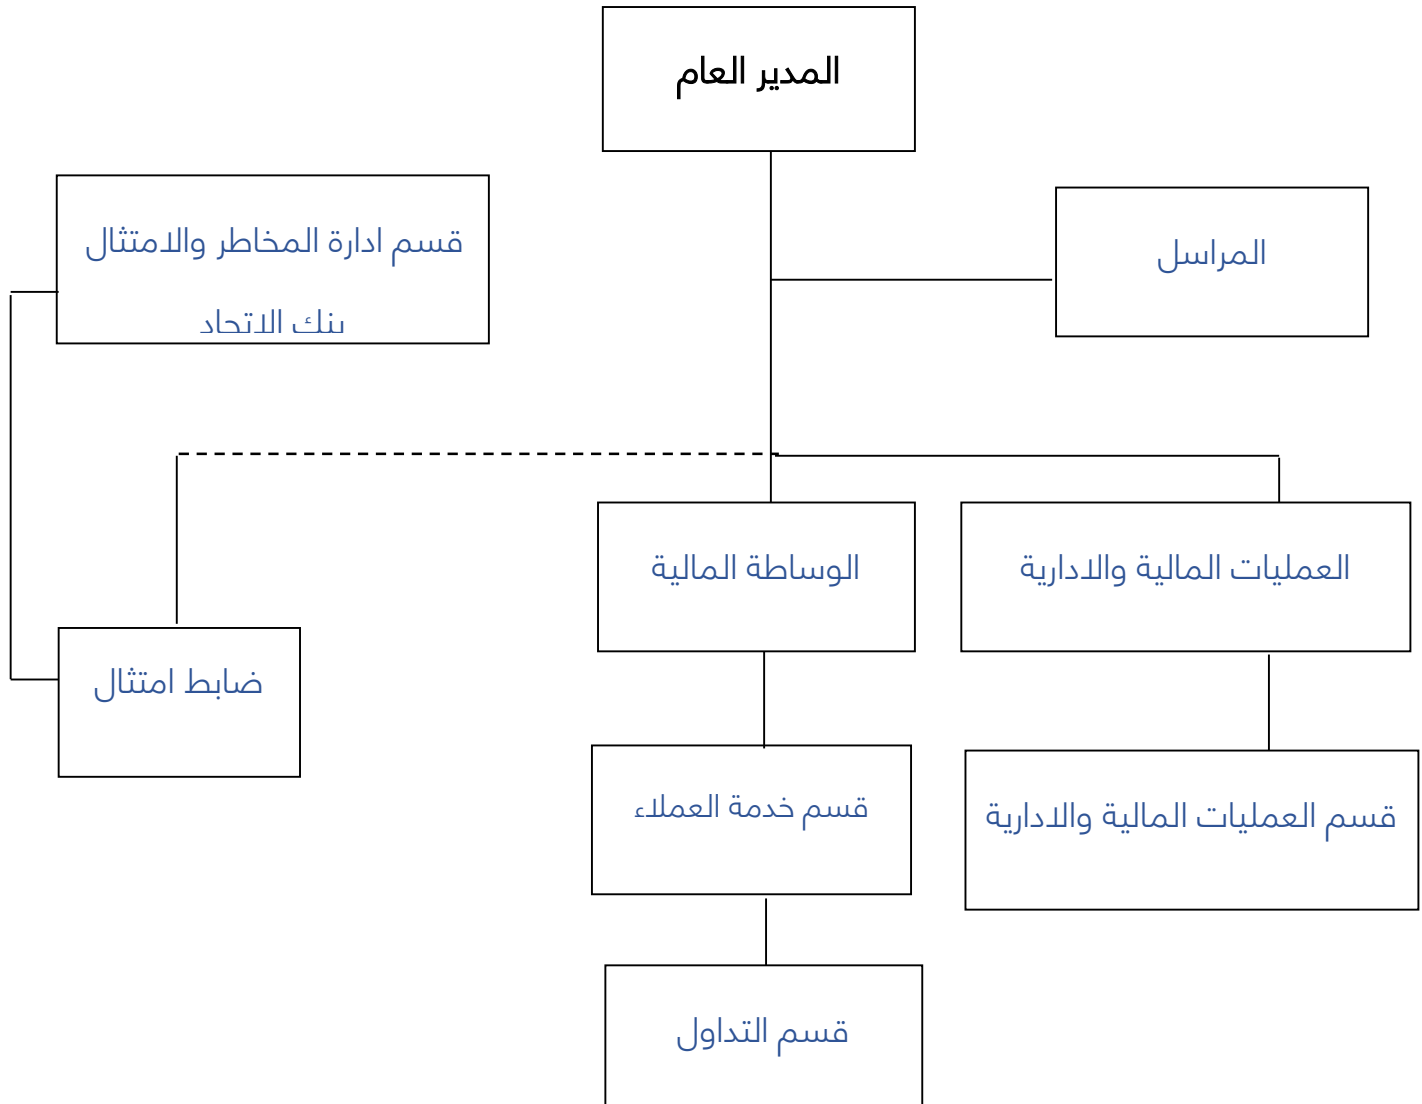 المدير العام
قسم ادارة المخاطر والامتثال
بنك الاتحاد
المراسل
الوساطة المالية
العمليات المالية والادارية
ضابط امتثال
قسم خدمة العملاء
قسم العمليات المالية والادارية
قسم التداول